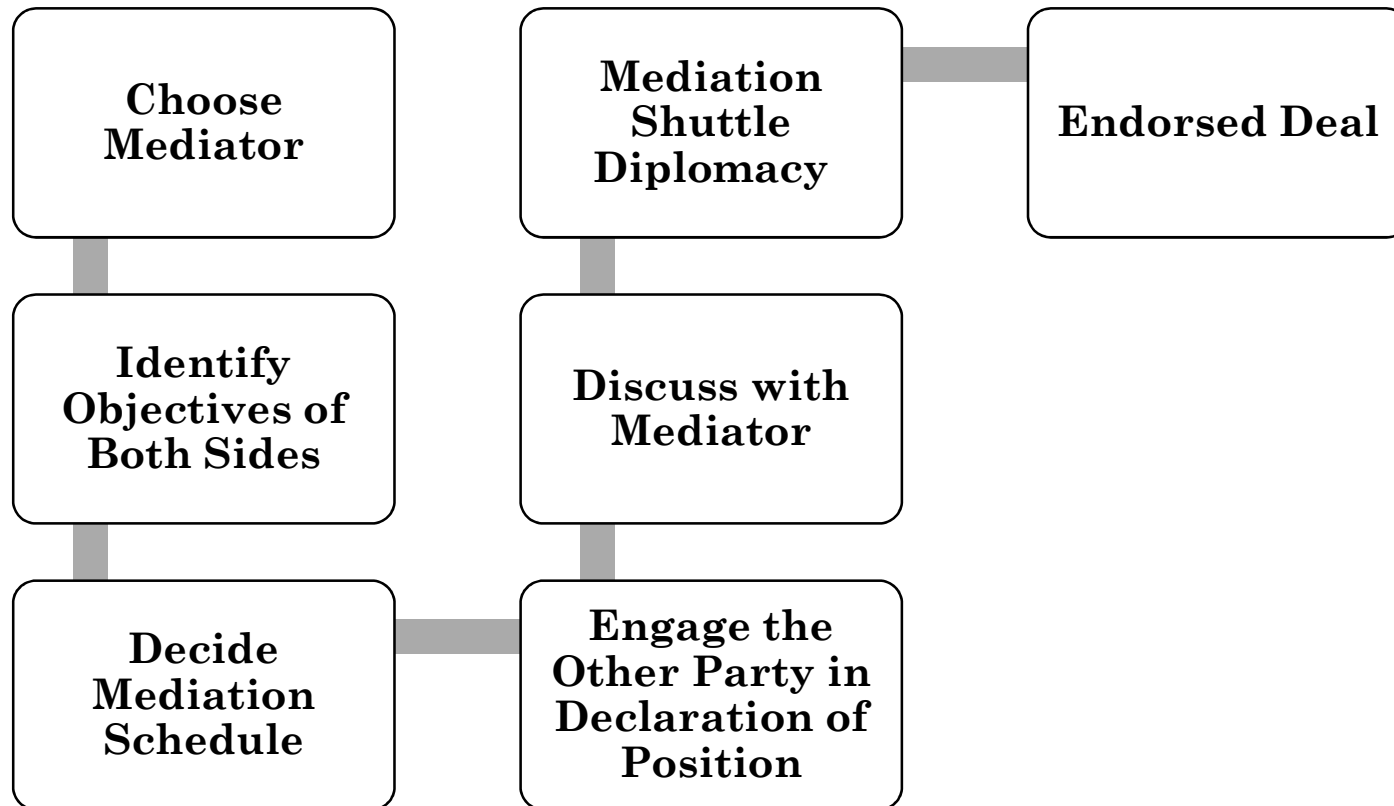 Choose
Mediator
Identify
Objectives of
Both Sides
Decide
Mediation
Schedule
Engage the
Other Party in
Declaration of
Position
Discuss with
Mediator
Mediation
Shuttle
Diplomacy
Endorsed Deal